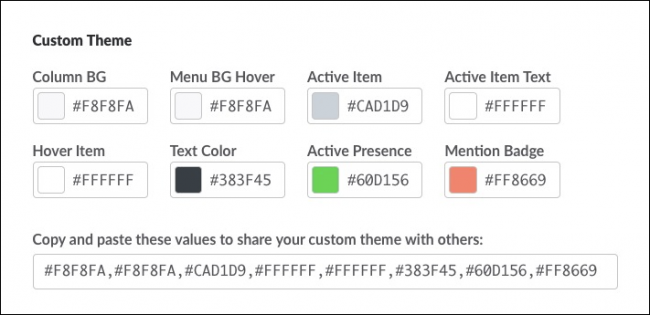 Custom Theme
Column BG Menu BG Hover Active Item Active Item Text
#F8F8FA #F8F8FA #CAD1D9 #FFFFFF
Hover Item Text Color Active Presence Mention Badge
#FFFFFF #383F45 #60D156 #FF8669
Copy and paste these values to share your custom theme with others:
#F8F8FA,#F8F8FA,#CAD1D9,#FFFFFF,#FFFFFF,#383F45,#60D156,#FF8669